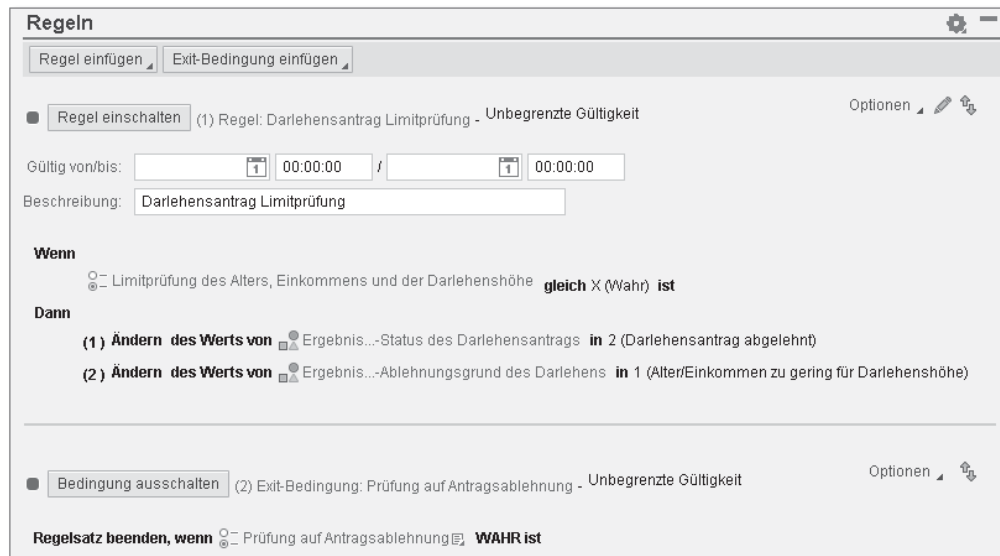 Regeln
Regel einfügen Exit-Bedingung einfügen
Regel einschalten (1) Regel: Darlehensantrag Limitprüfung - Unbegrenzte Gültigkeit Optionen
Gültig von/bis: 1 00:00:00 / 1 00:00:00
Beschreibung: Darlehensantrag Limitprüfung
Wenn
Limitprüfung des Alters, Einkommens und der Darlehenshöhe gleich X (Wahr) ist
Dann
(1) Ändern des Werts von Ergebnis...-Status des Darlehensantrags in 2 (Darlehensantrag abgelehnt)
(2) Ändern des Werts von Ergebnis...-Ablehnungsgrund des Darlehens in 1 (Alter/Einkommen zu gering für Darlehenshöhe)
Bedingung ausschalten (2) Exit-Bedingung: Prüfung auf Antragsablehnung - Unbegrenzte Gültigkeit Optionen
Regelsatz beenden, wenn Prüfung auf Antragsablehnung WAHR ist